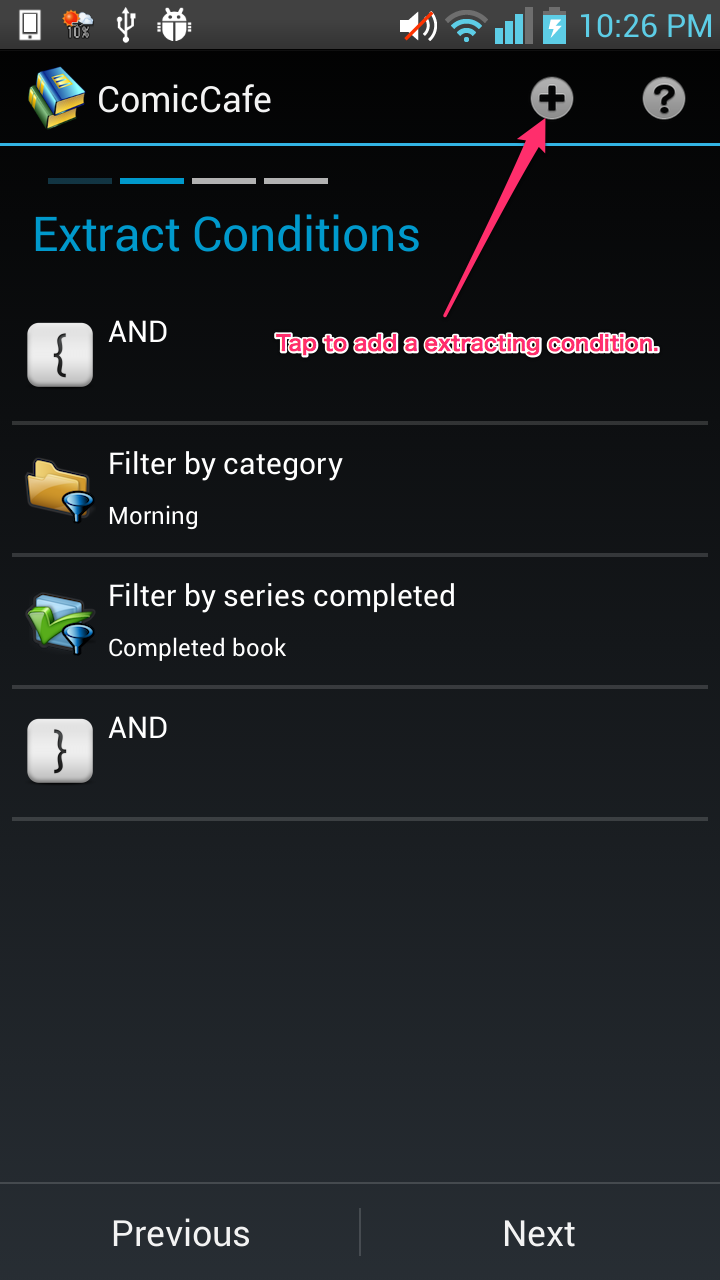 10%
10:26 PM
ComicCafe
Extract Conditions
{
AND
Tap to add a extracting condition.
Filter by category
Morning
Filter by series completed
Completed book
}
AND
Previous
Next